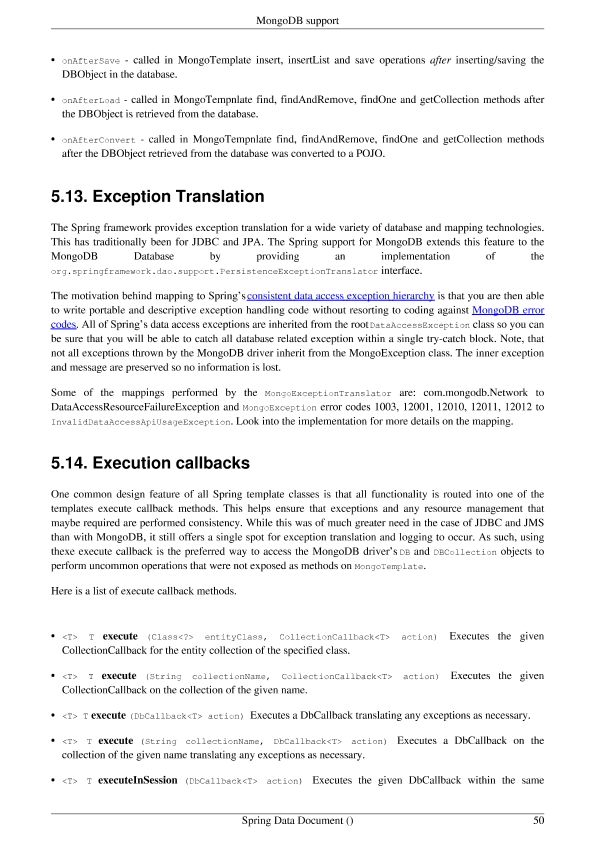 MongoDB support
• onAfterSave - called in MongoTemplate insert, insertList and save operations after inserting/saving the
DBObject in the database.
• onAfterLoad - called in MongoTempnlate find, findAndRemove, findOne and getCollection methods after
the DBObject is retrieved from the database.
• onAfterConvert - called in MongoTempnlate find, findAndRemove, findOne and getCollection methods
after the DBObject retrieved from the database was converted to a POJO.
5.13. Exception Translation
The Spring framework provides exception translation for a wide variety of database and mapping technologies.
This has traditionally been for JDBC and JPA. The Spring support for MongoDB extends this feature to the
MongoDB Database by providing an implementation of the
org.springframework.dao.support.PersistenceExceptionTranslator interface.
The motivation behind mapping to Spring's consistent data access exception hierarchy is that you are then able
to write portable and descriptive exception handling code without resorting to coding against MongoDB error
codes. All of Spring's data access exceptions are inherited from the root DataAccessException class so you can
be sure that you will be able to catch all database related exception within a single try-catch block. Note, that
not all exceptions thrown by the MongoDB driver inherit from the MongoException class. The inner exception
and message are preserved so no information is lost.
Some of the mappings performed by the MongoExceptionTranslator are: com.mongodb.Network to
DataAccessResourceFailureException and MongoException error codes 1003, 12001, 12010, 12011, 12012 to
InvalidDataAccessApiUsageException. Look into the implementation for more details on the mapping.
5.14. Execution callbacks
One common design feature of all Spring template classes is that all functionality is routed into one of the
templates execute callback methods. This helps ensure that exceptions and any resource management that
maybe required are performed consistency. While this was of much greater need in the case of JDBC and JMS
than with MongoDB, it still offers a single spot for exception translation and logging to occur. As such, using
thexe execute callback is the preferred way to access the MongoDB driver's DB and DBCollection objects to
perform uncommon operations that were not exposed as methods on MongoTemplate.
Here is a list of execute callback methods.
• <T> T execute (Class<?> entityClass, CollectionCallback<T> action) Executes the given
CollectionCallback for the entity collection of the specified class.
• <T> T execute (String collectionName, CollectionCallback<T> action) Executes the given
CollectionCallback on the collection of the given name.
• <T> T execute (DbCallback<T> action) Executes a DbCallback translating any exceptions as necessary.
• <T> T execute (String collectionName, DbCallback<T> action) Executes a DbCallback on the
collection of the given name translating any exceptions as necessary.
• <T> T executeInSession (DbCallback<T> action) Executes the given DbCallback within the same
Spring Data Document () 50